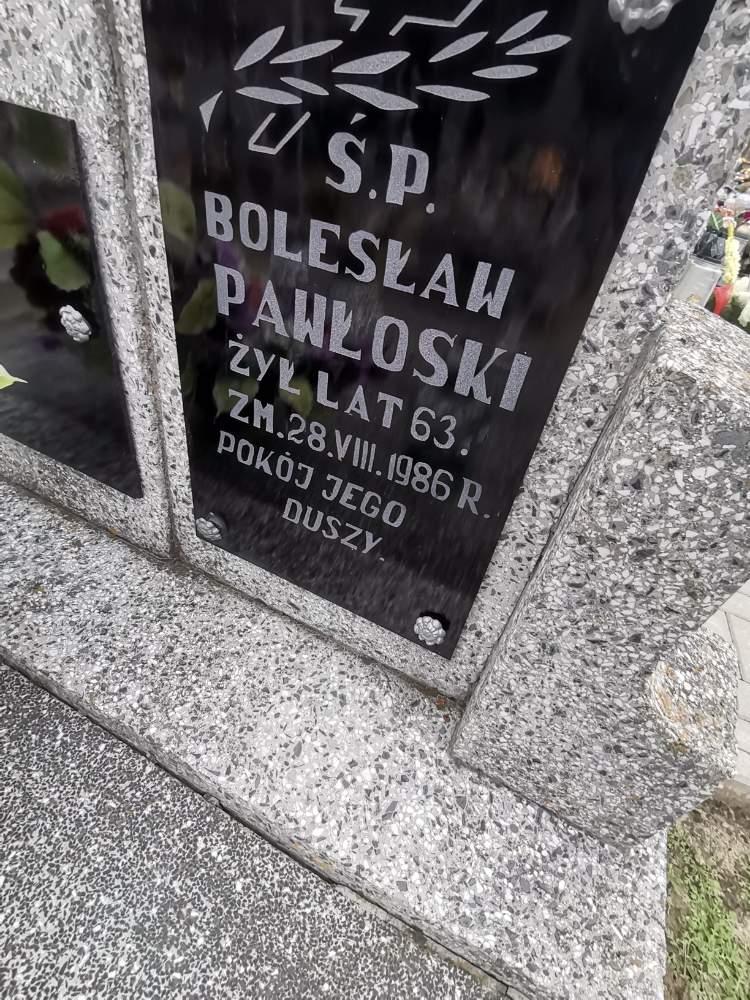 Ś.P.
BOLESŁAW
PAWŁOSKI
ŻYŁ LAT 63.
ZM. 28.VIII.1986 R.
POKÓJ JEGO
DUSZY.